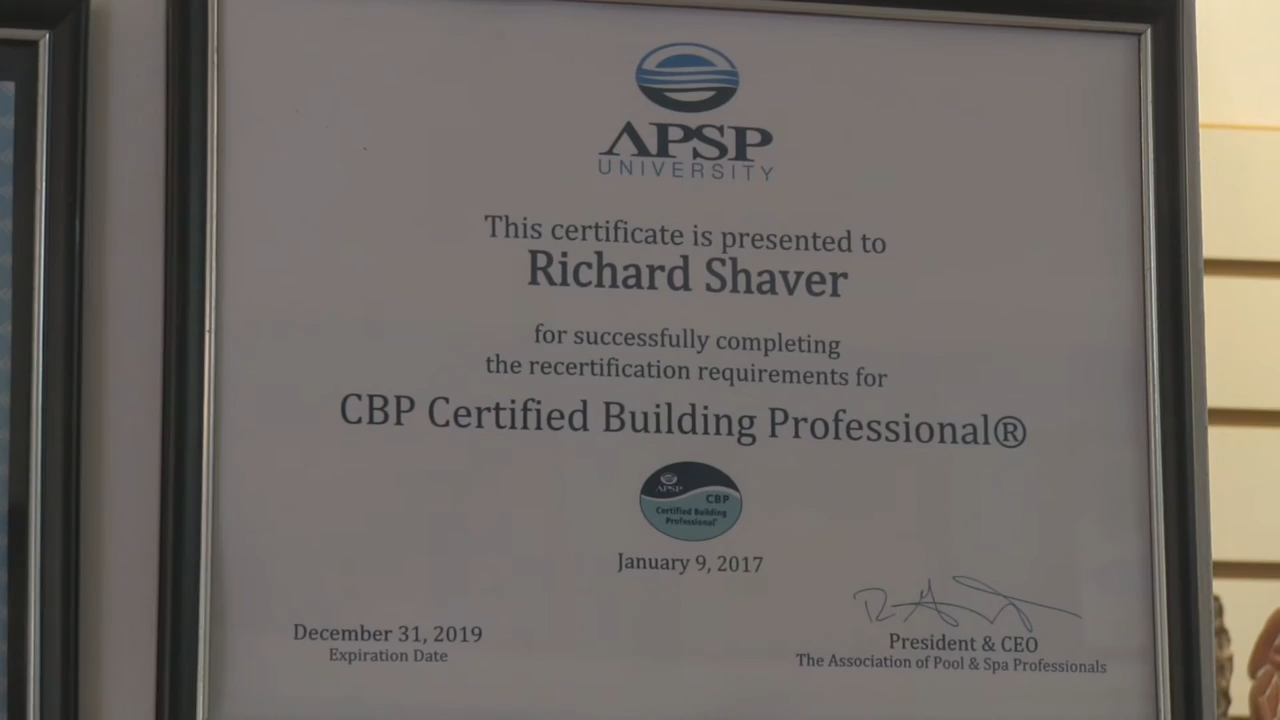 APSP
UNIVERSITY
This certificate is presented to
Richard Shaver
for successfully completing
the recertification requirements for
CBP Certified Building Professional®
APSP
CBP
Certified Building
Professional®
January 9, 2017
December 31, 2019
Expiration Date
President & CEO
The Association of Pool & Spa Professionals